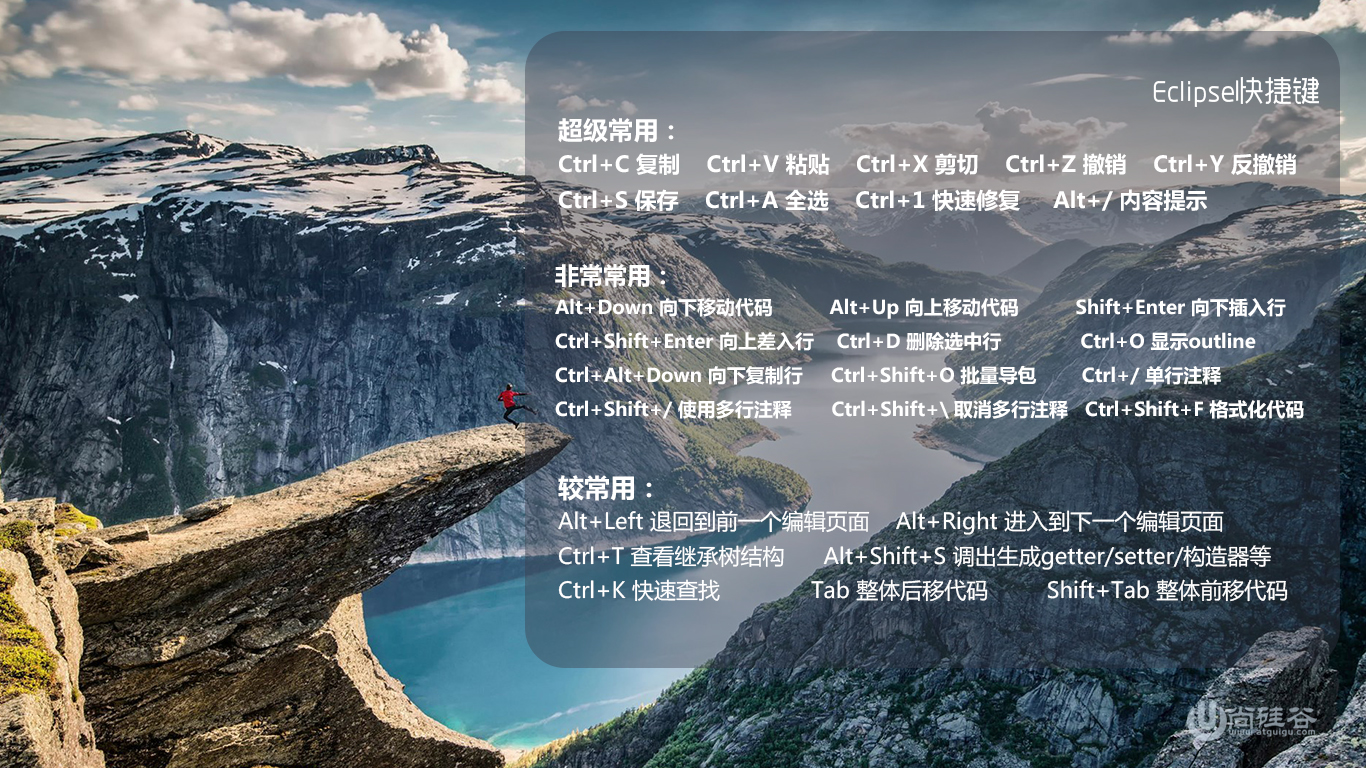 Eclipse快捷键
超级常用：
Ctrl+C 复制 Ctrl+V 粘贴 Ctrl+X 剪切 Ctrl+Z 撤销 Ctrl+Y 反撤销
Ctrl+S 保存 Ctrl+A 全选 Ctrl+1 快速修复 Alt+/ 内容提示
非常常用：
Alt+Down 向下移动代码 Alt+Up 向上移动代码 Shift+Enter 向下插入行
Ctrl+Shift+Enter 向上差入行 Ctrl+D 删除选中行 Ctrl+O 显示outline
Ctrl+Alt+Down 向下复制行 Ctrl+Shift+O 批量导包 Ctrl+/ 单行注释
Ctrl+Shift+/ 使用多行注释 Ctrl+Shift+\ 取消多行注释 Ctrl+Shift+F 格式化代码
较常用：
Alt+Left 退回到前一个编辑页面 Alt+Right 进入到下一个编辑页面
Ctrl+T 查看继承树结构 Alt+Shift+S 调出生成getter/setter/构造器等
Ctrl+K 快速查找 Tab 整体后移代码 Shift+Tab 整体前移代码
尚硅谷
www.atguigu.com